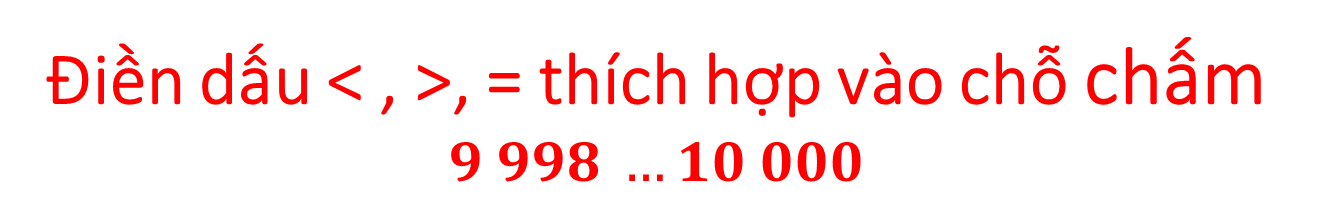 Điền dấu < , >, = thích hợp vào chỗ chấm
9 998 ... 10 000